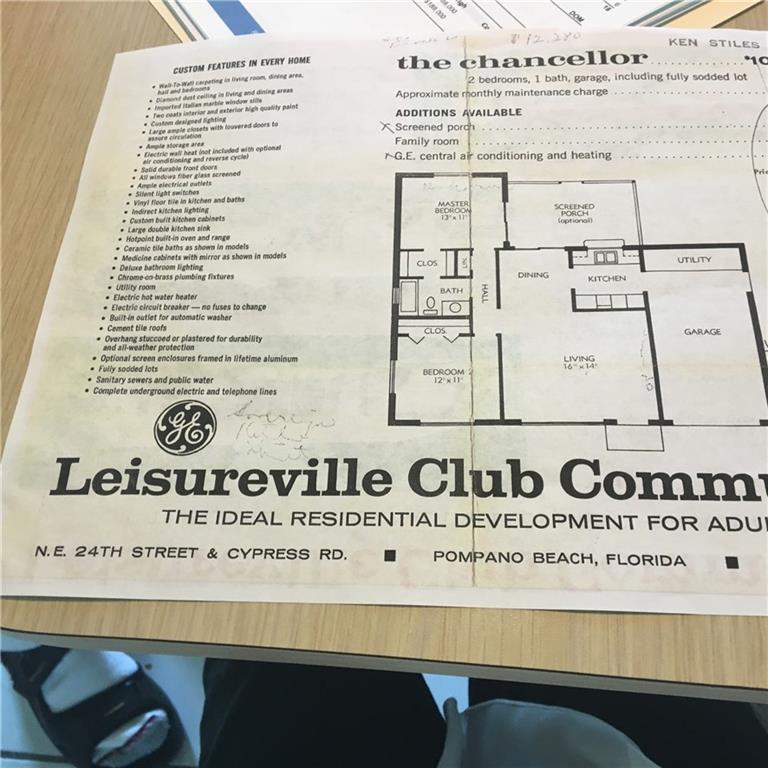 $188,000
DOM
$12,280
KEN STILES
CUSTOM FEATURES IN EVERY HOME
• Wall-To-Wall carpeting in living room, dining area,
hall and bedrooms
• Diamond dust ceiling in living and dining areas
• Imported Italian marble window sills
• Two coats interior and exterior high quality paint
• Custom designed lighting
• Large ample closets with louvered doors to
assure circulation
• Ample storage area
• Electric wall heat (not included with optional
air conditioning and reverse cycle)
• Solid durable front doors
• All windows fiber glass screened
• Ample electrical outlets
• Silent light switches
• Vinyl floor tile in kitchen and baths
• Indirect kitchen lighting
• Custom built kitchen cabinets
• Large double kitchen sink
• Hotpoint built-in oven and range
• Ceramic tile baths as shown in models
• Medicine cabinets with mirror as shown in models
• Deluxe bathroom lighting
• Chrome-on-brass plumbing fixtures
• Utility room
• Electric hot water heater
• Electric circuit breaker — no fuses to change
• Built-in outlet for automatic washer
• Cement tile roofs
• Overhang stuccoed or plastered for durability
and all-weather protection
• Optional screen enclosures framed in lifetime aluminum
• Fully sodded lots
• Sanitary sewers and public water
• Complete underground electric and telephone lines
GE
the chancellor
2 bedrooms, 1 bath, garage, including fully sodded lot
Approximate monthly maintenance charge
ADDITIONS AVAILABLE
X Screened porch
Family room
G.E. central air conditioning and heating
MASTER
BEDROOM
13' x 11'
SCREENED
PORCH
(optional)
CLOS.
BATH
HALL
DINING
KITCHEN
UTILITY
GARAGE
CLOS.
BEDROOM
12' x 11'
LIVING
16' x 14'
Leisureville Club Commu
THE IDEAL RESIDENTIAL DEVELOPMENT FOR ADU
N.E. 24TH STREET & CYPRESS RD. ■ POMPANO BEACH, FLORIDA ■